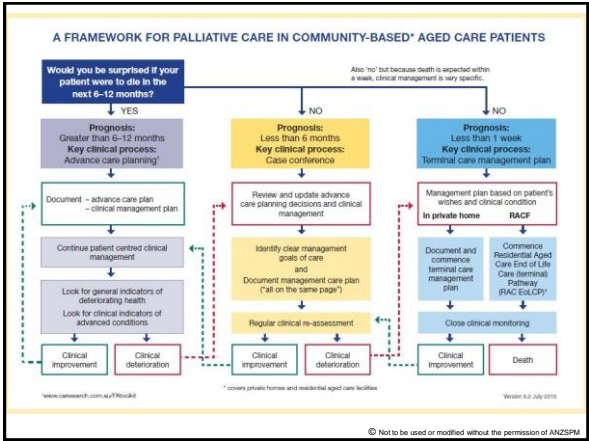 A FRAMEWORK FOR PALLIATIVE CARE IN COMMUNITY-BASED* AGED CARE PATIENTS
Would you be surprised if your
patient were to die in the
next 6–12 months?
Also 'no' but because death is expected within
a week, clinical management is very specific.
YES
NO
NO
Prognosis:
Greater than 6–12 months
Key clinical process:
Advance care planning¹
Prognosis:
Less than 6 months
Key clinical process:
Case conference
Prognosis:
Less than 1 week
Key clinical process:
Terminal care management plan
Document – advance care plan
– clinical management plan
Review and update advance
care planning decisions and clinical
management
Management plan based on patient's
wishes and clinical condition
In private home
RACF
Continue patient centred clinical
management
Identify clear management
goals of care
and
Document management care plan
("all on the same page")
Document and
commence
terminal care
management
plan
Commence
Residential Aged
Care End of Life
Care (terminal)
Pathway
(RAC EoLCP)¹
Look for general indicators of
deteriorating health
Look for clinical indicators of
advanced conditions
Regular clinical re-assessment
Close clinical monitoring
Clinical
improvement
Clinical
deterioration
Clinical
improvement
Clinical
deterioration
Clinical
improvement
Death
* covers private homes and residential aged care facilities
¹www.caresearch.com.au/PAtoolkit
Version 5.0 July 2015
© Not to be used or modified without the permission of ANZSPM